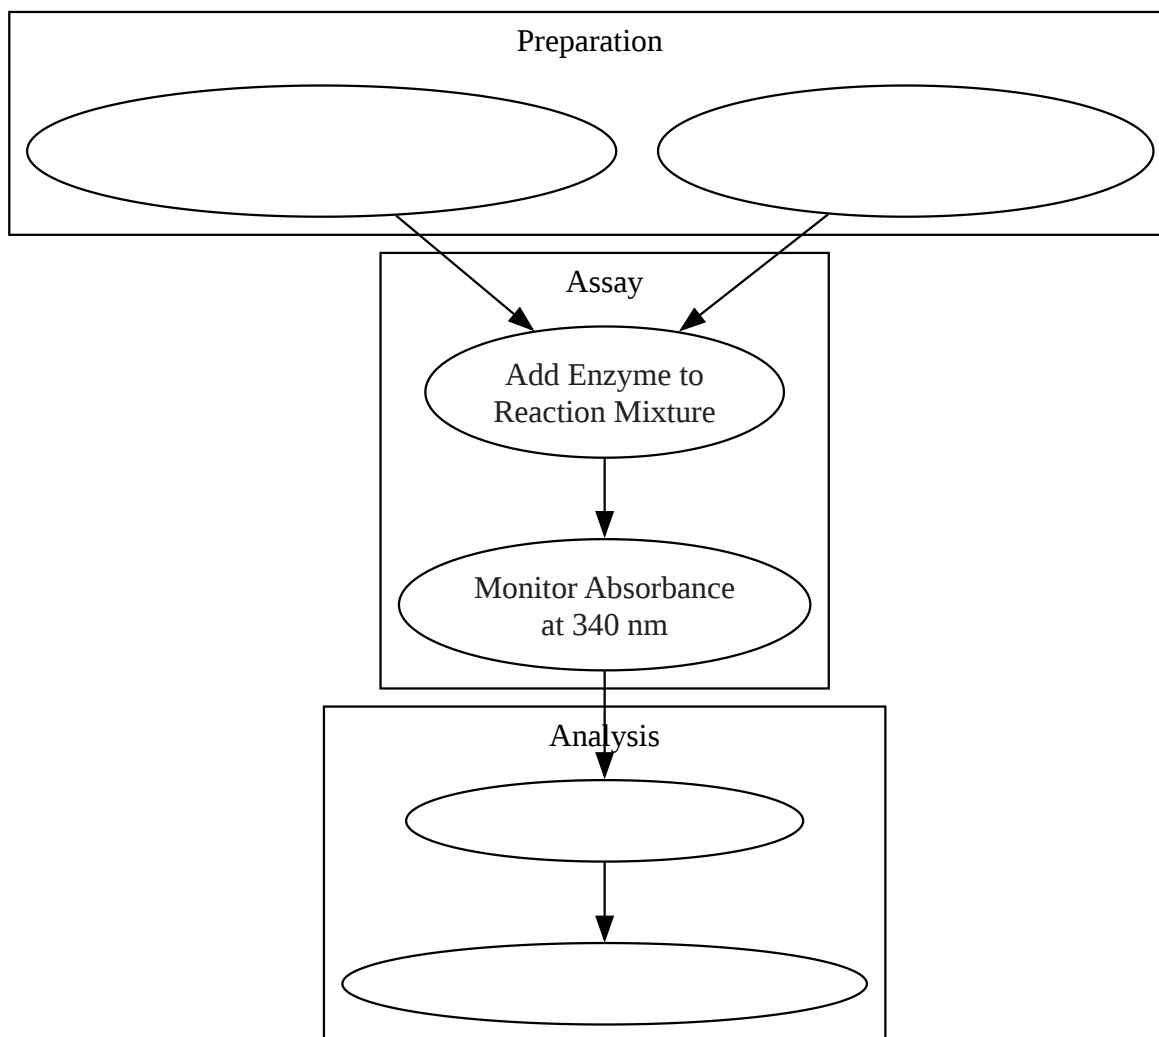 Preparation
Assay
Add Enzyme to
Reaction Mixture
Monitor Absorbance
at 340 nm
Analysis